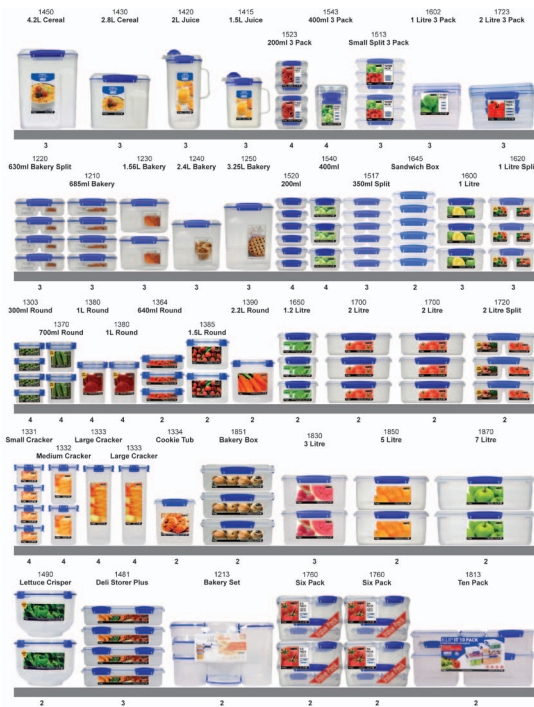 1450
4.2L Cereal
1430
2.8L Cereal
1420
2L Juice
1415
1.5L Juice
1523
200ml 3 Pack
1543
400ml 3 Pack
1513
Small Split 3 Pack
1602
1 Litre 3 Pack
1723
2 Litre 3 Pack
3 3 3 3 4 4 3 3 3
1220
630ml Bakery Split
1210
685ml Bakery
1230
1.56L Bakery
1240
2.4L Bakery
1250
3.25L Bakery
1520
200ml
1540
400ml
1517
350ml Split
1645
Sandwich Box
1600
1 Litre
1620
1 Litre Split
3 3 3 3 3 4 4 3 2 3 3
1303
300ml Round
1370
700ml Round
1380
1L Round
1380
1L Round
1364
640ml Round
1385
1.5L Round
1390
2.2L Round
1650
1.2 Litre
1700
2 Litre
1700
2 Litre
1720
2 Litre Split
4 4 4 4 2 2 2 2 2 2 2
1331
Small Cracker
1332
Medium Cracker
1333
Large Cracker
1333
Large Cracker
1334
Cookie Tub
1851
Bakery Box
1830
3 Litre
1850
5 Litre
1870
7 Litre
4 4 4 4 2 2 3 2 2
1490
Lettuce Crisper
1481
Deli Storer Plus
1213
Bakery Set
1760
Six Pack
1760
Six Pack
1813
Ten Pack
10 PACK
2 3 2 2 2 2